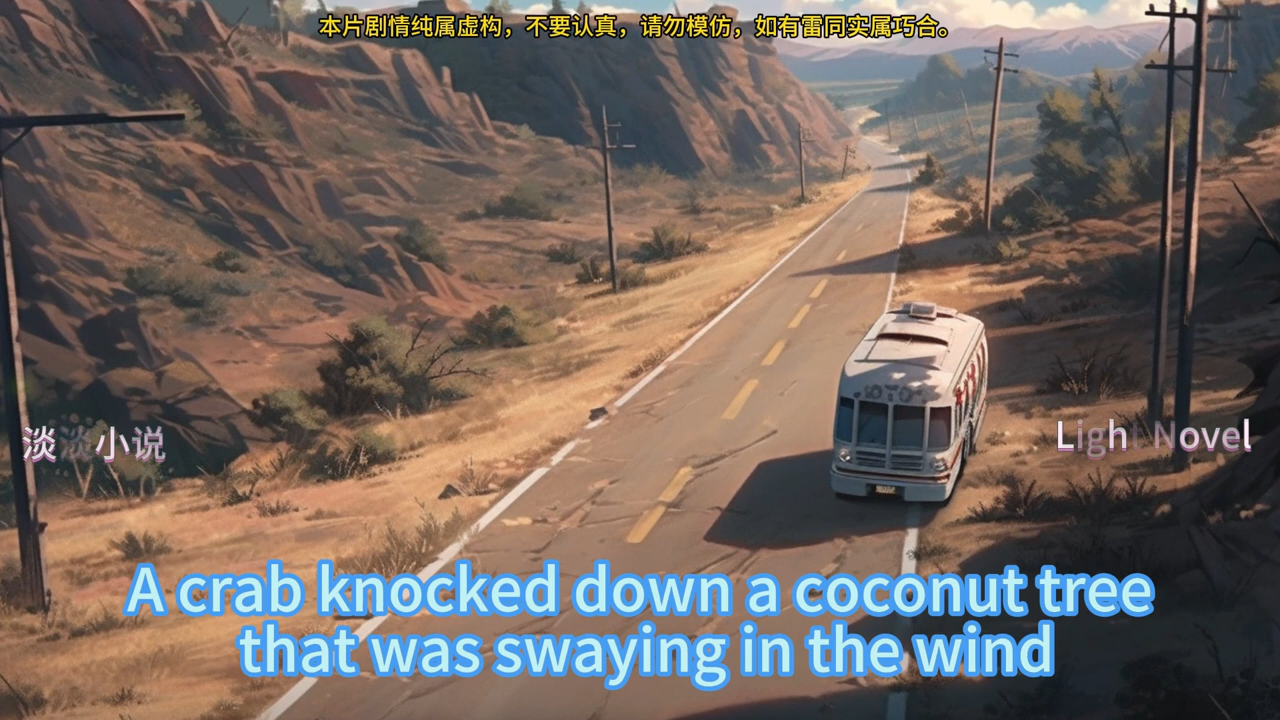 本片剧情纯属虚构，不要认真，请勿模仿，如有雷同实属巧合。
淡淡小说
Light Novel
A crab knocked down a coconut tree
that was swaying in the wind